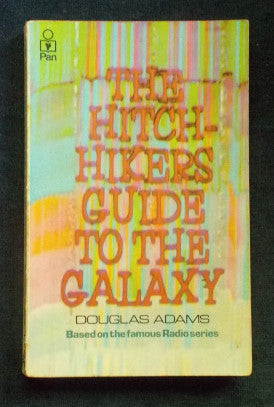 Pan
THE
HITCH-
HIKERS
GUIDE
TO THE
GALAXY
DOUGLAS ADAMS
Based on the famous Radio series